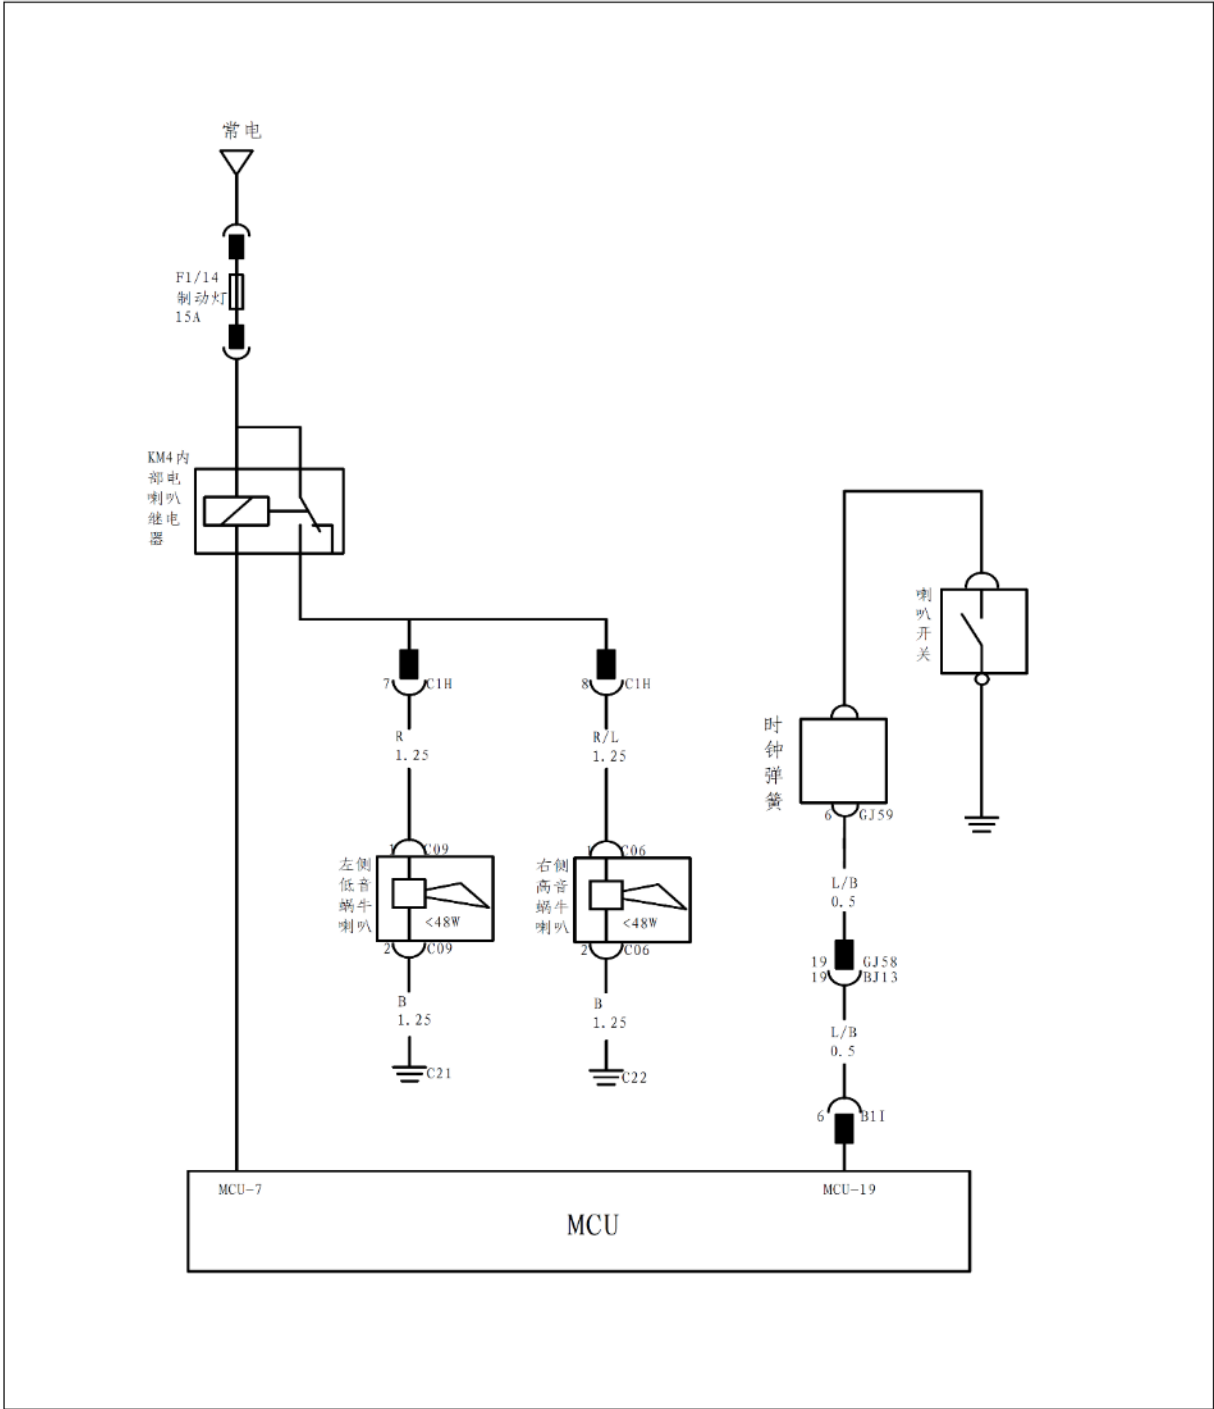 常电
F1/14
制动灯
15A
KM4内
部电
喇叭
继电
器
喇
叭
开
关
7 C1H
8 C1H
R
1.25
R/L
1.25
时
钟
弹
簧
6 GJ59
1 C09
左侧
低音
蜗牛
喇叭
<48W
2 C09
1 C06
右侧
高音
蜗牛
喇叭
<48W
2 C06
L/B
0.5
19 GJ58
19 BJ13
B
1.25
B
1.25
L/B
0.5
C21
C22
6 B1I
MCU-7
MCU-19
MCU